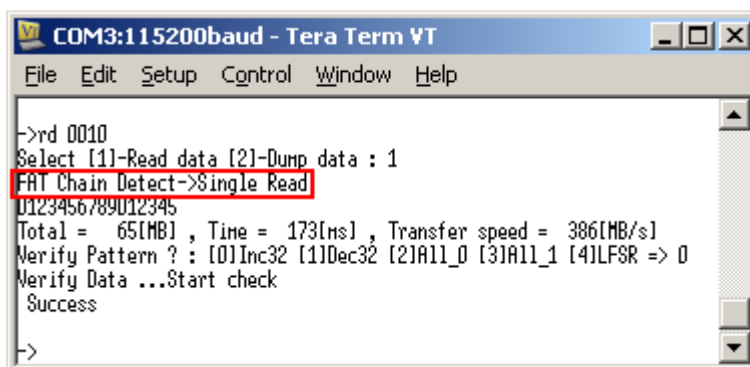 COM3:115200baud - Tera Term VT
File Edit Setup Control Window Help
->rd 0010
Select [1]-Read data [2]-Dump data : 1
FAT Chain Detect->Single Read
0123456789012345
Total =   65[MB] , Time =  173[ms] , Transfer speed =  386[MB/s]
Verify Pattern ? : [0]Inc32 [1]Dec32 [2]All_0 [3]All_1 [4]LFSR => 0
Verify Data ...Start check
Success
->